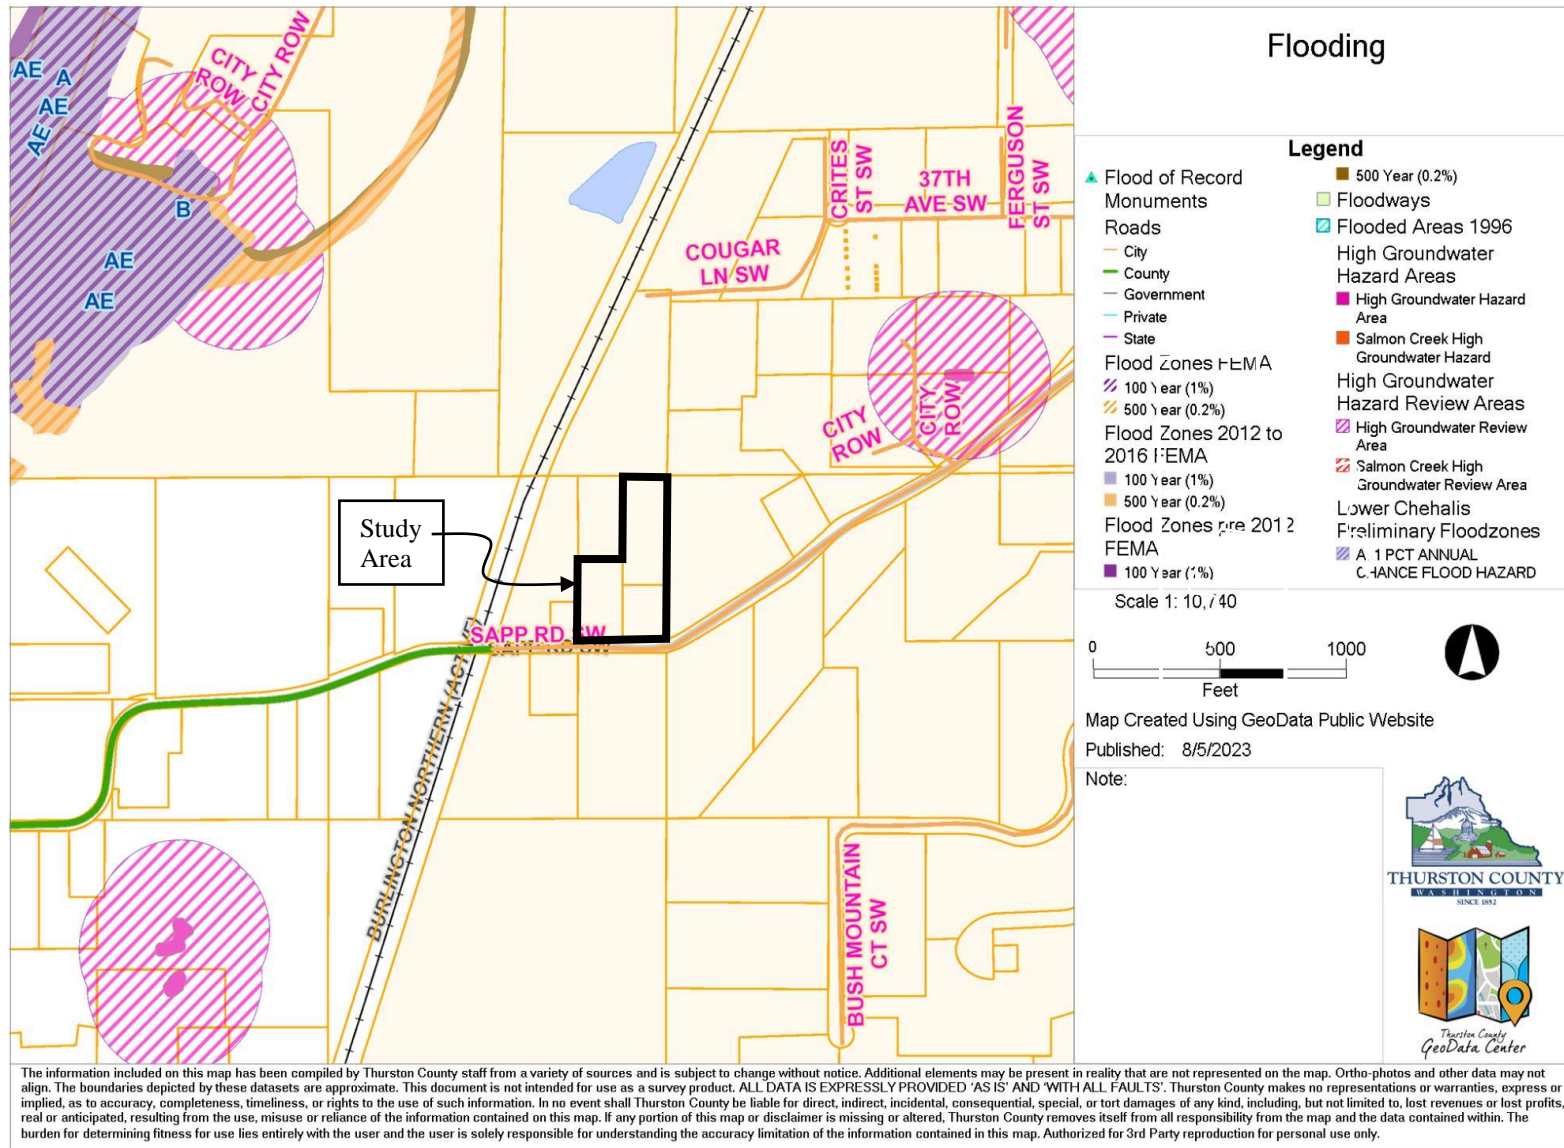 Flooding
Legend
Flood of Record
Monuments
Roads
City
County
Government
Private
State
Flood Zones FEMA
100 Year (1%)
500 Year (0.2%)
Flood Zones 2012 to
2016 FEMA
100 Year (1%)
500 Year (0.2%)
Flood Zones pre 2012
FEMA
100 Year (1%)
500 Year (0.2%)
Floodways
Flooded Areas 1996
High Groundwater
Hazard Areas
High Groundwater Hazard
Area
Salmon Creek High
Groundwater Hazard
High Groundwater
Hazard Review Areas
High Groundwater Review
Area
Salmon Creek High
Groundwater Review Area
Lower Chehalis
Preliminary Floodzones
A, 1 PCT ANNUAL
CHANCE FLOOD HAZARD
Scale 1: 10,740
0 500 1000
Feet
Map Created Using GeoData Public Website
Published: 8/5/2023
Note:
THURSTON COUNTY
WASHINGTON
SINCE 1852
Thurston County
GeoData Center
AE
A
AE
AE
B
AE
AE
CITY
ROW
CITY ROW
CRITES
ST SW
37TH
AVE SW
FERGUSON
ST SW
COUGAR
LN SW
CITY
ROW
CITY
ROW
Study
Area
SAPP RD SW
SAPP RD SW
BURLINGTON NORTHERN (ACTIVE)
BUSH MOUNTAIN
CT SW
The information included on this map has been compiled by Thurston County staff from a variety of sources and is subject to change without notice. Additional elements may be present in reality that are not represented on the map. Ortho-photos and other data may not
align. The boundaries depicted by these datasets are approximate. This document is not intended for use as a survey product. ALL DATA IS EXPRESSLY PROVIDED 'AS IS' AND 'WITH ALL FAULTS'. Thurston County makes no representations or warranties, express or
implied, as to accuracy, completeness, timeliness, or rights to the use of such information. In no event shall Thurston County be liable for direct, indirect, incidental, consequential, special, or tort damages of any kind, including, but not limited to, lost revenues or lost profits,
real or anticipated, resulting from the use, misuse or reliance of the information contained on this map. If any portion of this map or disclaimer is missing or altered, Thurston County removes itself from all responsibility from the map and the data contained within. The
burden for determining fitness for use lies entirely with the user and the user is solely responsible for understanding the accuracy limitation of the information contained in this map. Authorized for 3rd Party reproduction for personal use only.